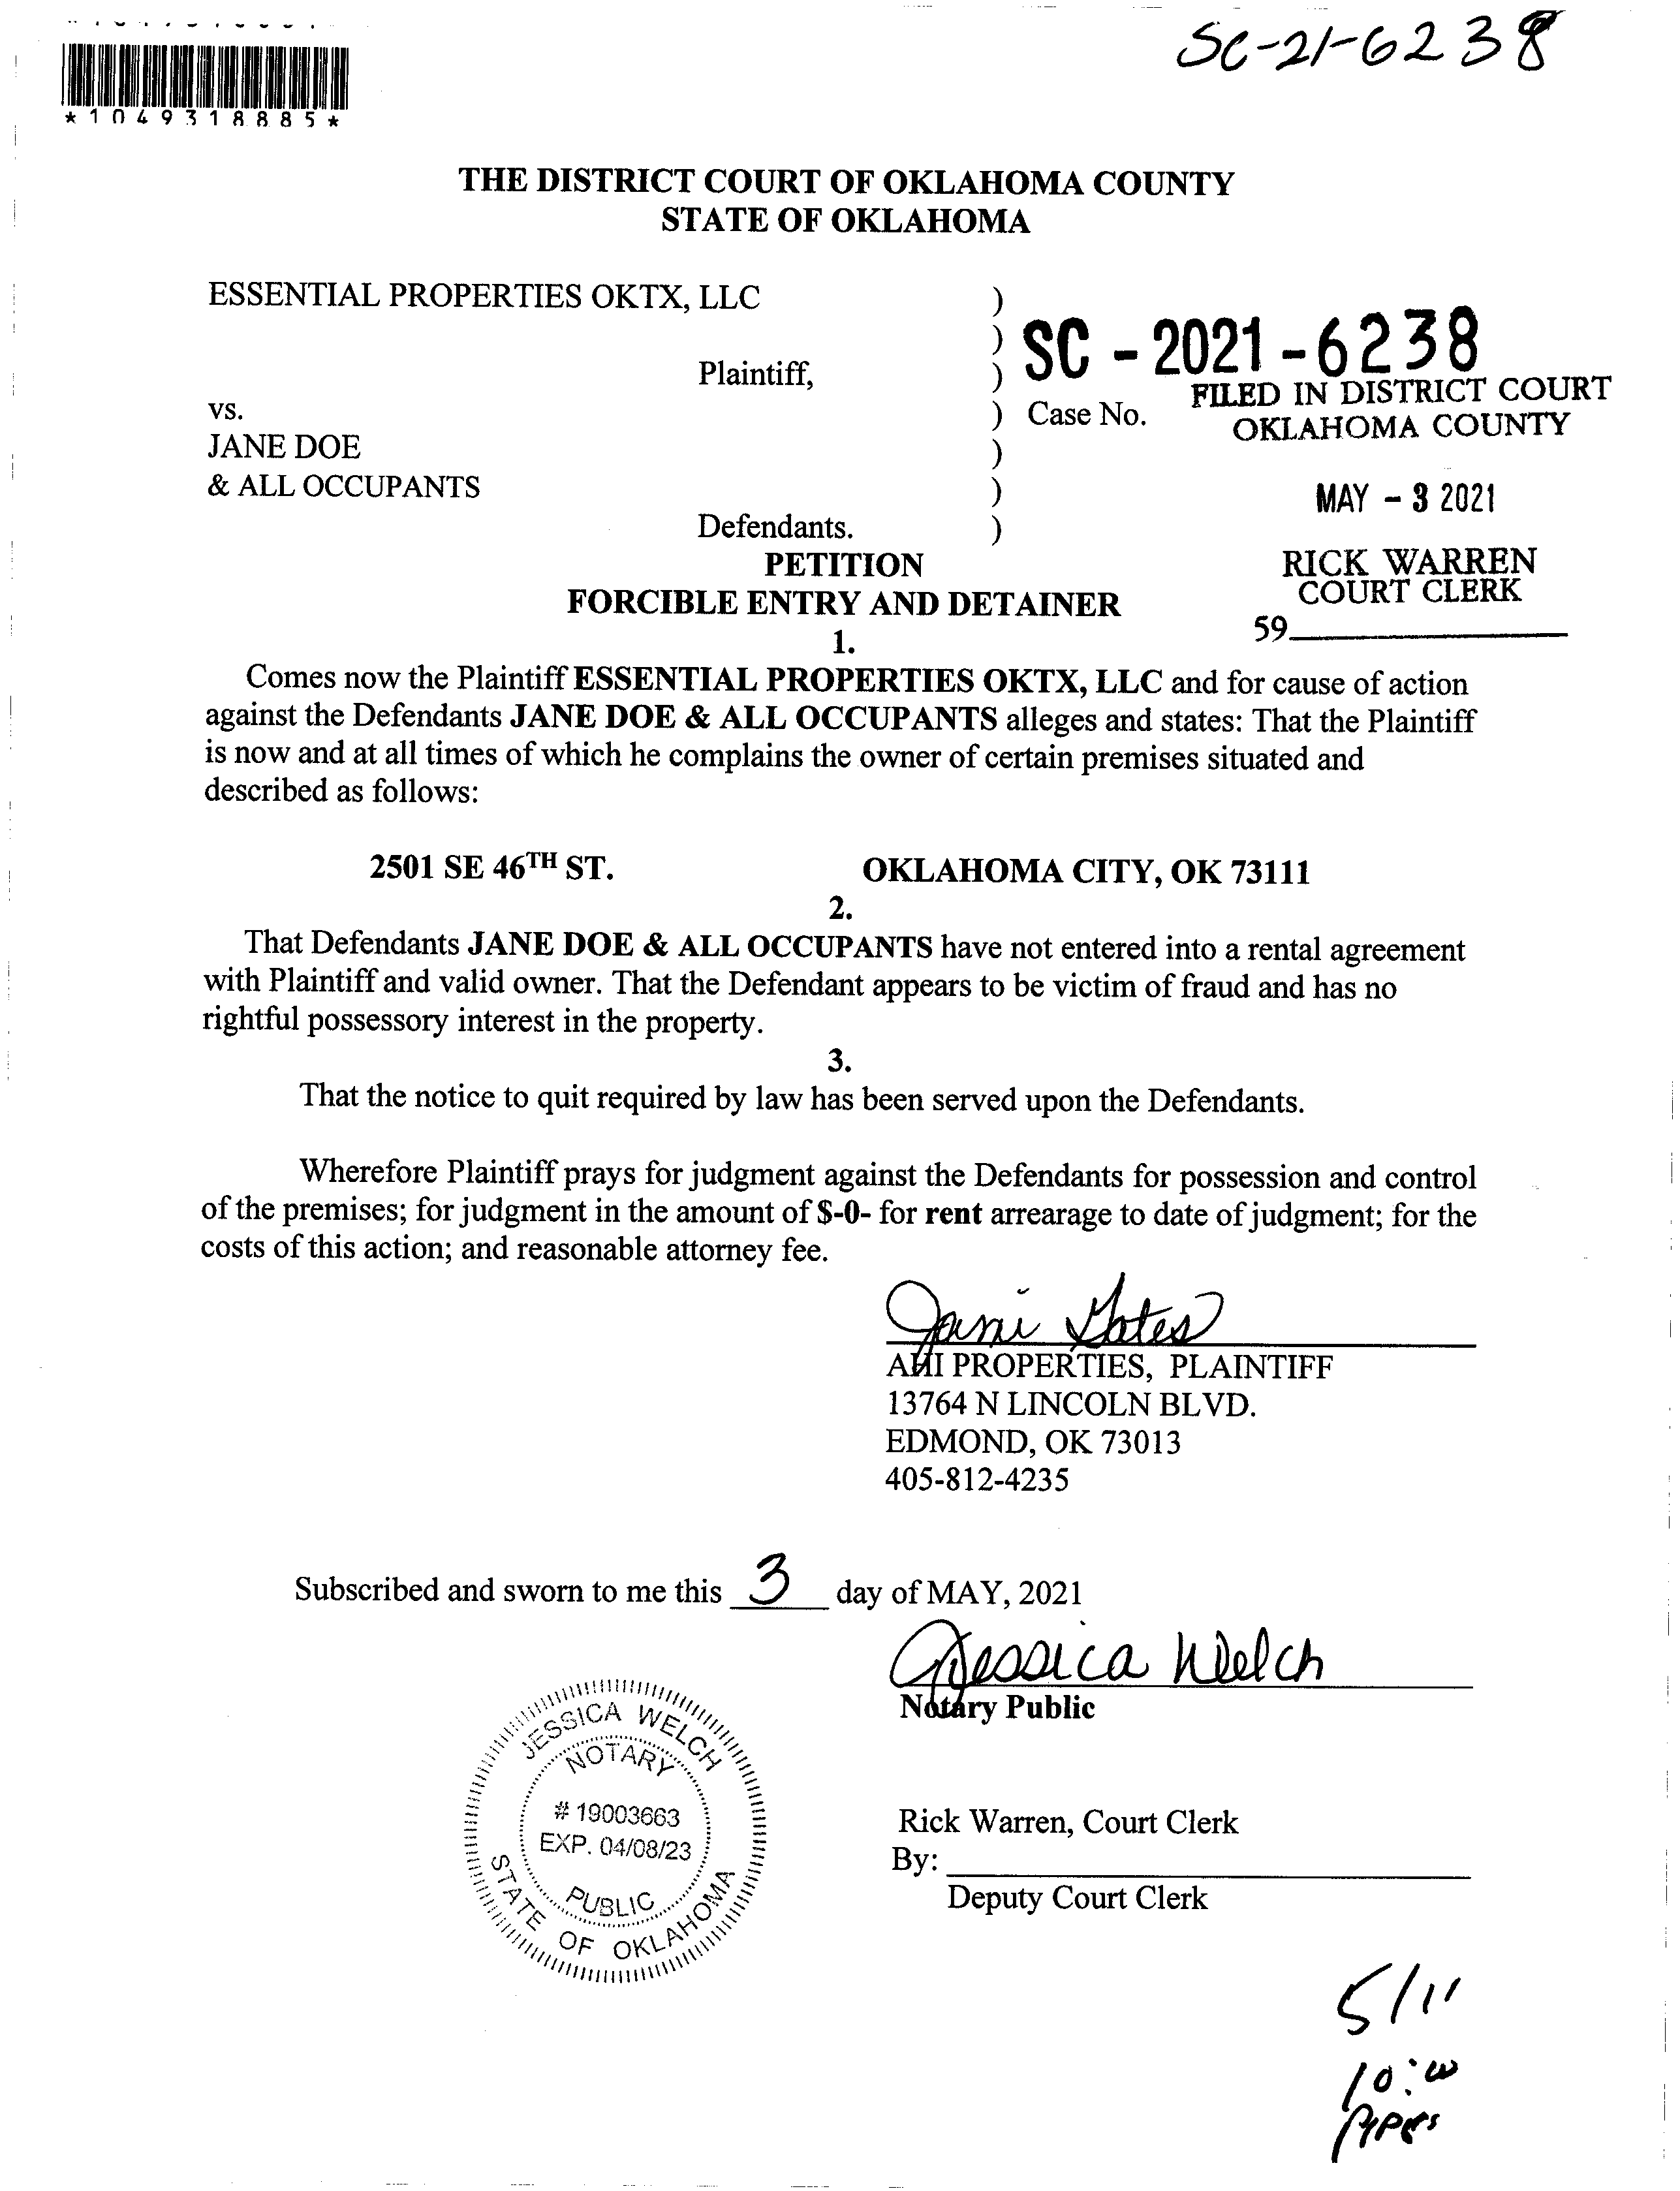 SC-21-6238
*1049318885*
THE DISTRICT COURT OF OKLAHOMA COUNTY
STATE OF OKLAHOMA
ESSENTIAL PROPERTIES OKTX, LLC )
)
SC - 2021 - 6238
Plaintiff, )
FILED IN DISTRICT COURT
vs. ) Case No.
OKLAHOMA COUNTY
JANE DOE )
& ALL OCCUPANTS )
MAY - 3 2021
Defendants. )
PETITION
RICK WARREN
COURT CLERK
FORCIBLE ENTRY AND DETAINER
59
1.
Comes now the Plaintiff ESSENTIAL PROPERTIES OKTX, LLC and for cause of action
against the Defendants JANE DOE & ALL OCCUPANTS alleges and states: That the Plaintiff
is now and at all times of which he complains the owner of certain premises situated and
described as follows:
2501 SE 46TH ST. OKLAHOMA CITY, OK 73111
2.
That Defendants JANE DOE & ALL OCCUPANTS have not entered into a rental agreement
with Plaintiff and valid owner. That the Defendant appears to be victim of fraud and has no
rightful possessory interest in the property.
3.
That the notice to quit required by law has been served upon the Defendants.
Wherefore Plaintiff prays for judgment against the Defendants for possession and control
of the premises; for judgment in the amount of $-0- for rent arrearage to date of judgment; for the
costs of this action; and reasonable attorney fee.
Jami
AHI PROPERTIES, PLAINTIFF
13764 N LINCOLN BLVD.
EDMOND, OK 73013
405-812-4235
Subscribed and sworn to me this 3 day of MAY, 2021
Jessica Welch
Notary Public
JESSICA WELCH
NOTARY
# 19003663
EXP. 04/08/23
PUBLIC
STATE OF OKLAHOMA
Rick Warren, Court Clerk
By:
Deputy Court Clerk
5/11
10:00